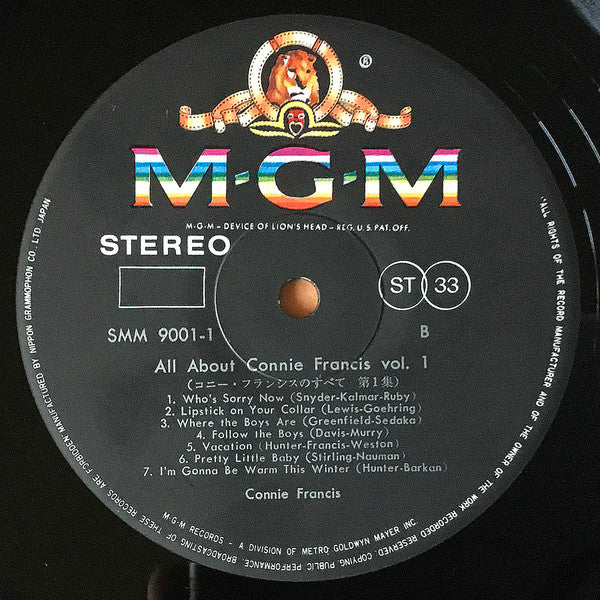 ®
M·G·M
M·G·M – DEVICE OF LION'S HEAD – REG. U.S. PAT. OFF.
STEREO
ST 33
SMM 9001-1 B
All About Connie Francis vol. 1
(コニー・フランシスのすべて 第1集)
1. Who's Sorry Now (Snyder-Kalmar-Ruby)
2. Lipstick on Your Collar (Lewis-Goehring)
3. Where the Boys Are (Greenfield-Sedaka)
4. Follow the Boys (Davis-Murry)
5. Vacation (Hunter-Francis-Weston)
6. Pretty Little Baby (Stirling-Nauman)
7. I'm Gonna Be Warm This Winter (Hunter-Barkan)
Connie Francis
M·G·M RECORDS – A DIVISION OF METRO GOLDWYN MAYER INC.
MANUFACTURED BY NIPPON GRAMMOPHON CO., LTD JAPAN
ALL RIGHTS OF THE RECORD MANUFACTURER AND OF THE OWNER OF THE WORK RECORDED RESERVED. COPYING, PUBLIC PERFORMANCE, BROADCASTING OF THESE RECORDS ARE FORBIDDEN